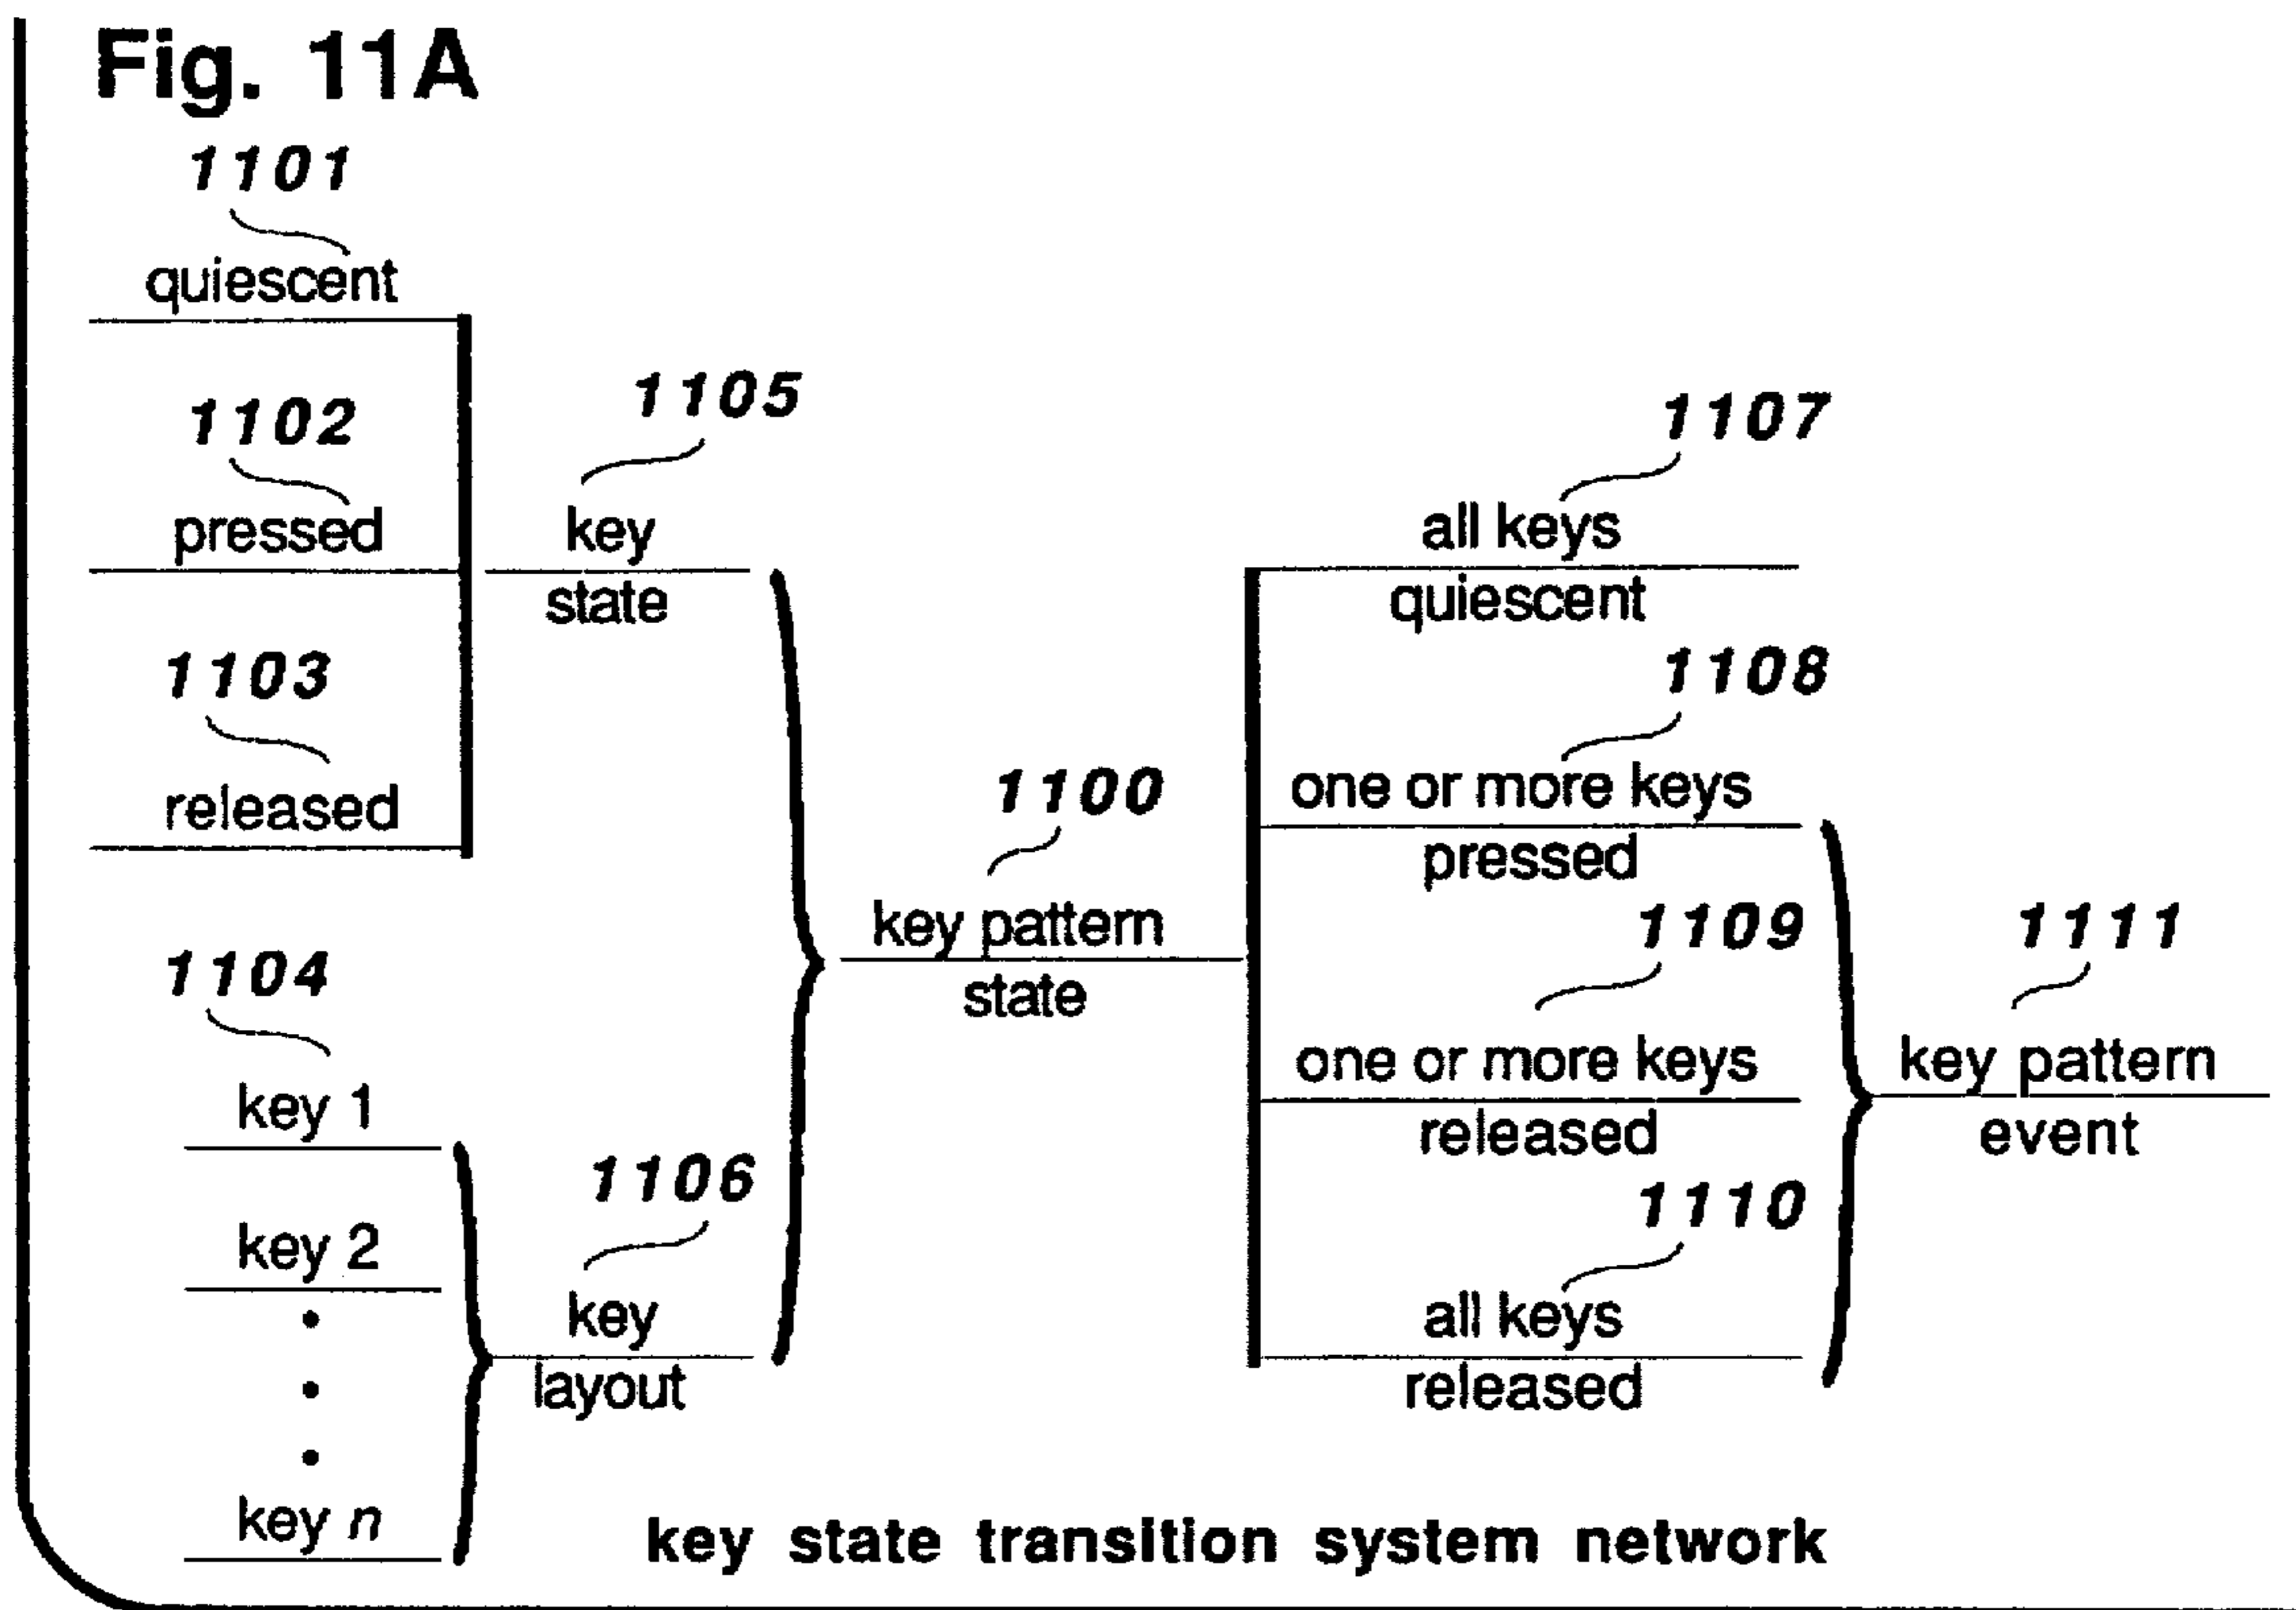 Fig. 11A
1101
quiescent
1102
pressed
1103
released
1104
key 1
key 2
key n
1105
key
state
1106
key
layout
1100
key pattern
state
1107
all keys
quiescent
1108
one or more keys
pressed
1109
one or more keys
released
1110
all keys
released
1111
key pattern
event
key state transition system network